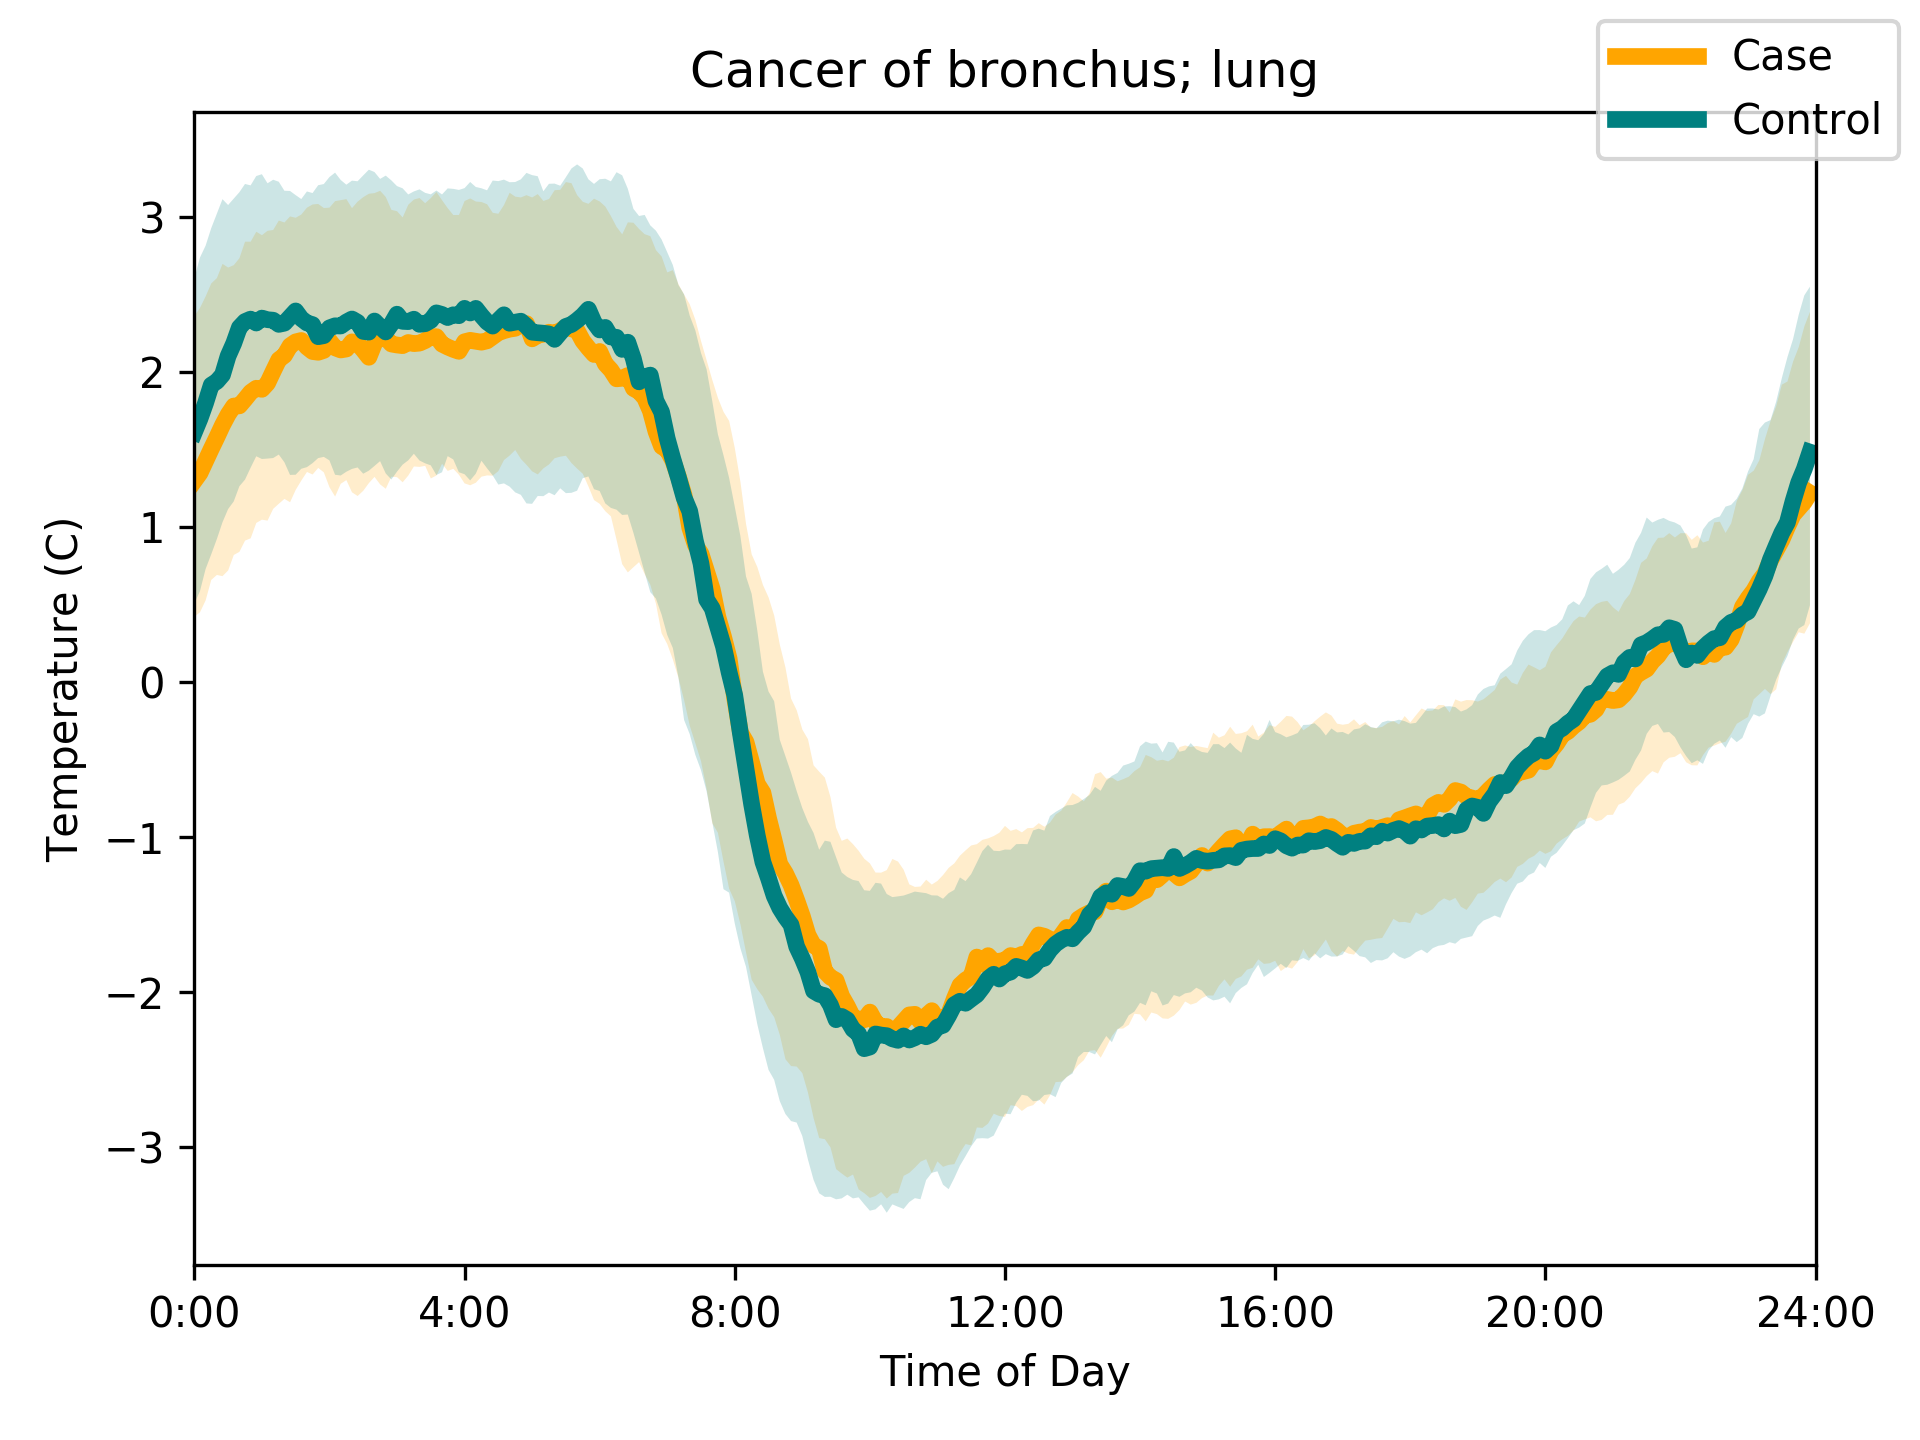 Cancer of bronchus; lung
Case
Control
Temperature (C)
3
2
1
0
−1
−2
−3
0:00 4:00 8:00 12:00 16:00 20:00 24:00
Time of Day